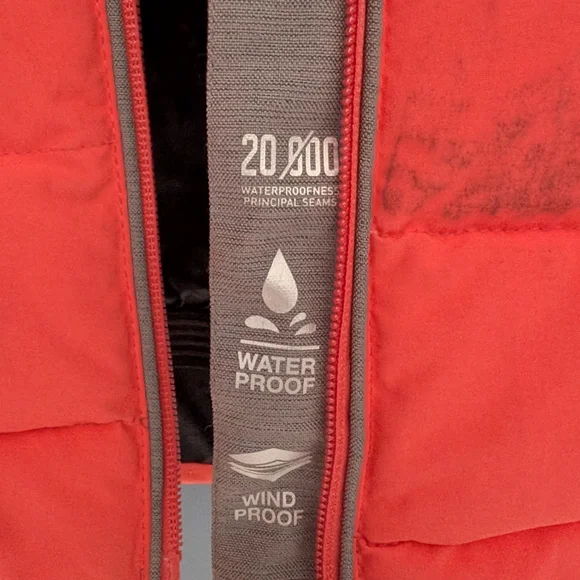 20 000
WATERPROOFNESS
PRINCIPAL SEAMS
WATER
PROOF
WIND
PROOF